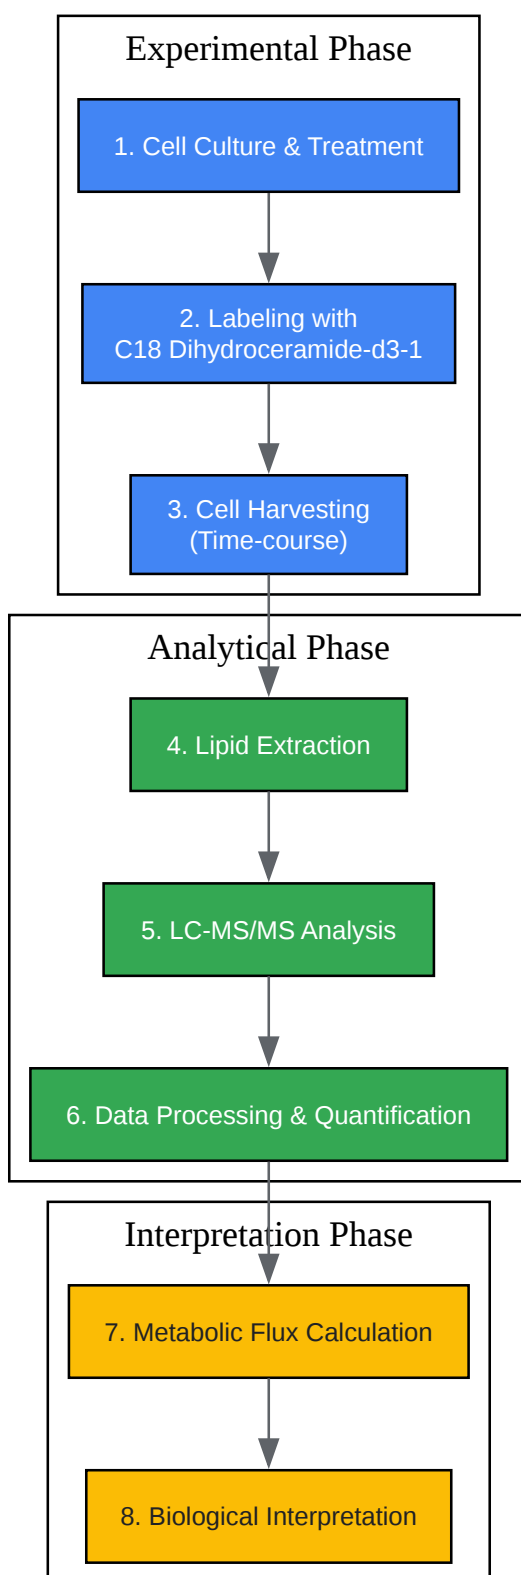 Experimental Phase
1. Cell Culture & Treatment
2. Labeling with
C18 Dihydroceramide-d3-1
3. Cell Harvesting
(Time-course)
Analytical Phase
4. Lipid Extraction
5. LC-MS/MS Analysis
6. Data Processing & Quantification
Interpretation Phase
7. Metabolic Flux Calculation
8. Biological Interpretation